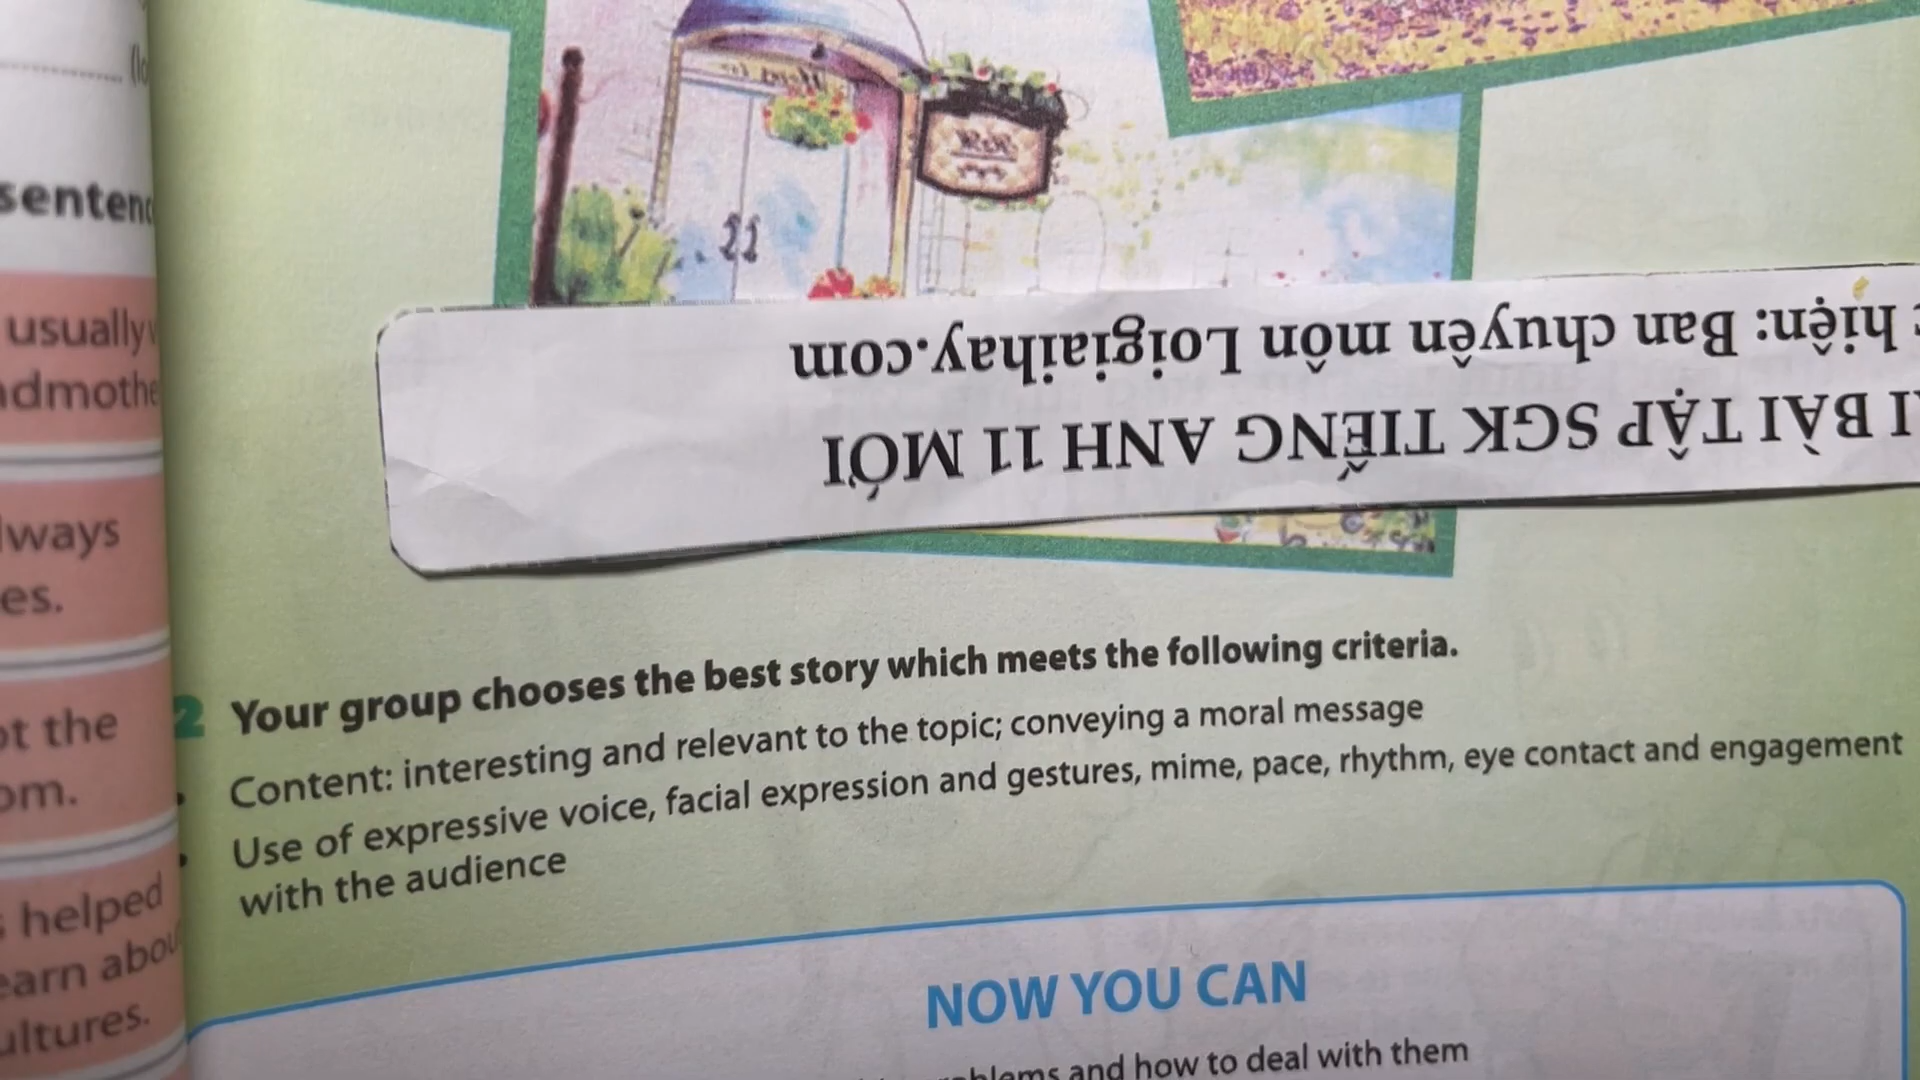 sentenc
usually
admothe
lways
es.
ot the
om.
helped
earn abou
ultures.
11 BÀI TẬP SGK TIẾNG ANH 11 MỚI
hiện: Ban chuyên môn Loigiaihay.com
2 Your group chooses the best story which meets the following criteria.
• Content: interesting and relevant to the topic; conveying a moral message
• Use of expressive voice, facial expression and gestures, mime, pace, rhythm, eye contact and engagement
with the audience
NOW YOU CAN
blems and how to deal with them